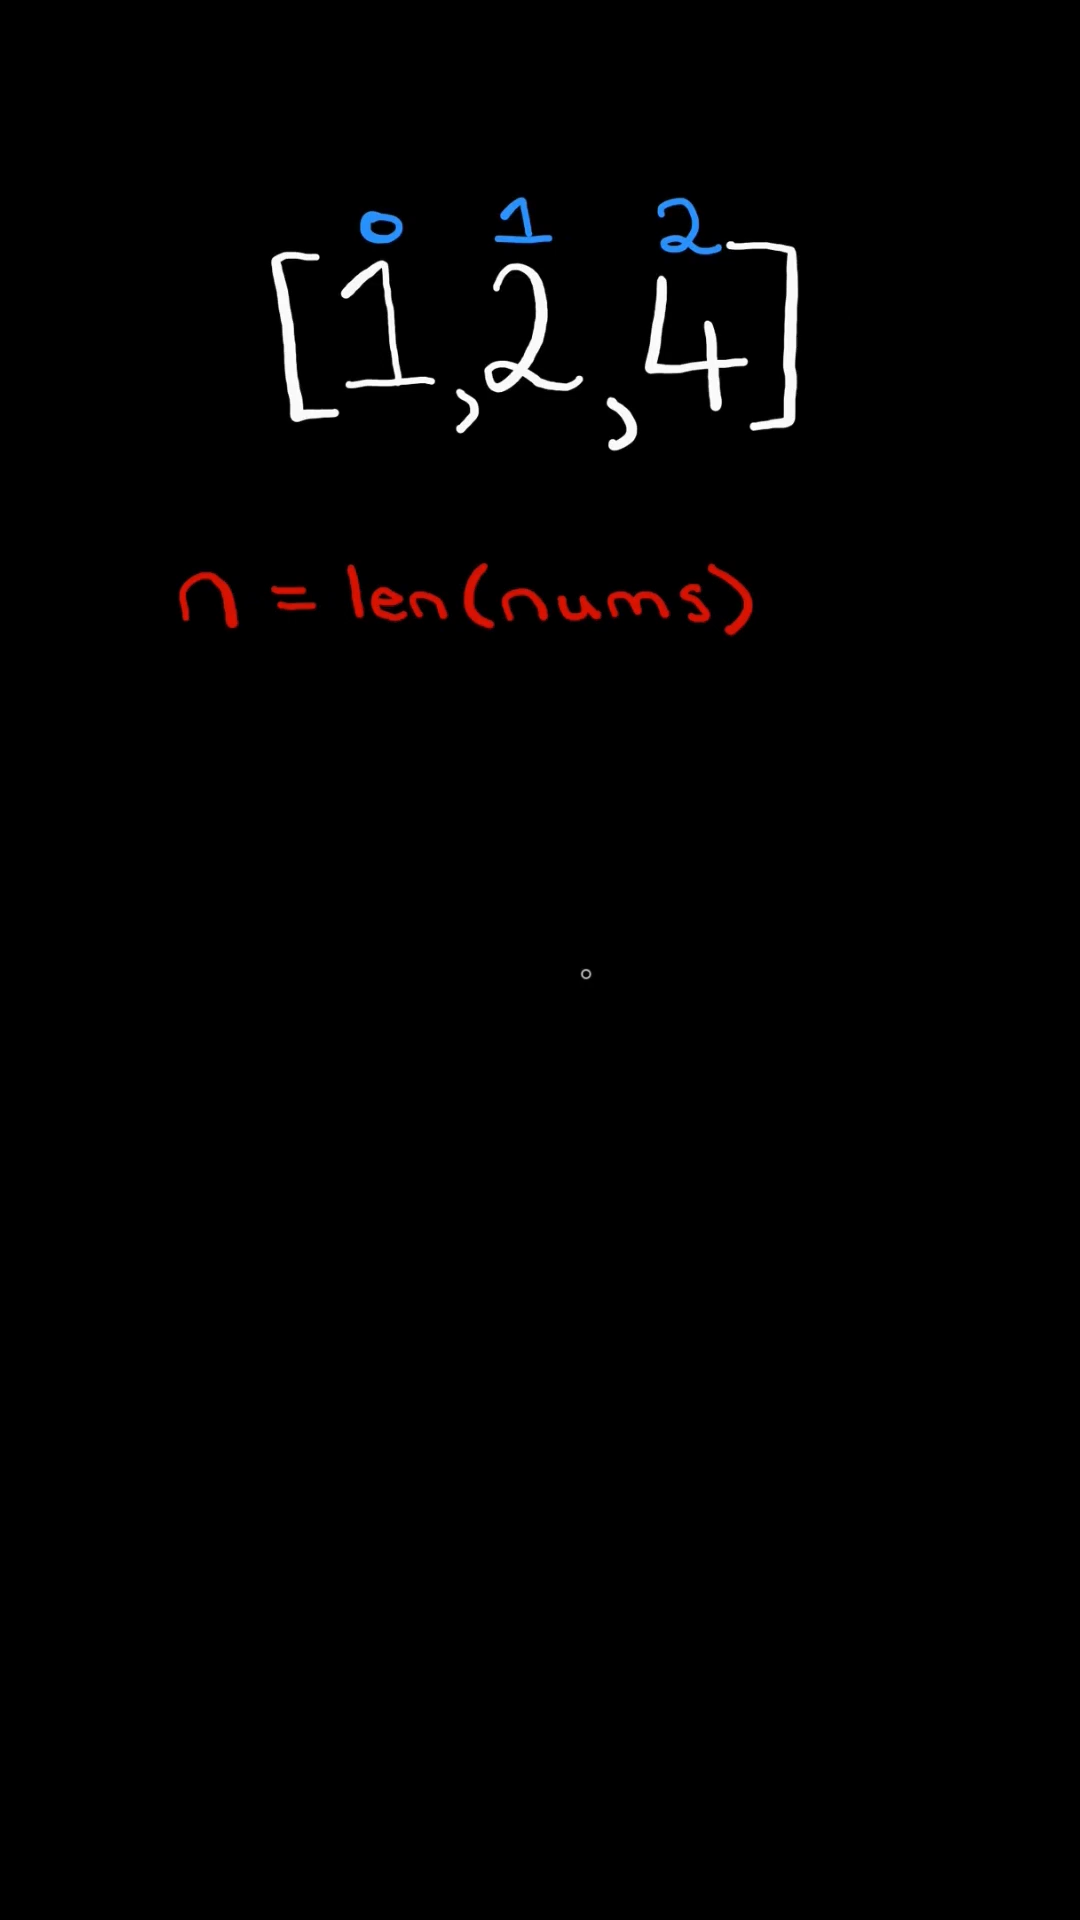 0 1 2
[1,2,4]
n = len(nums)